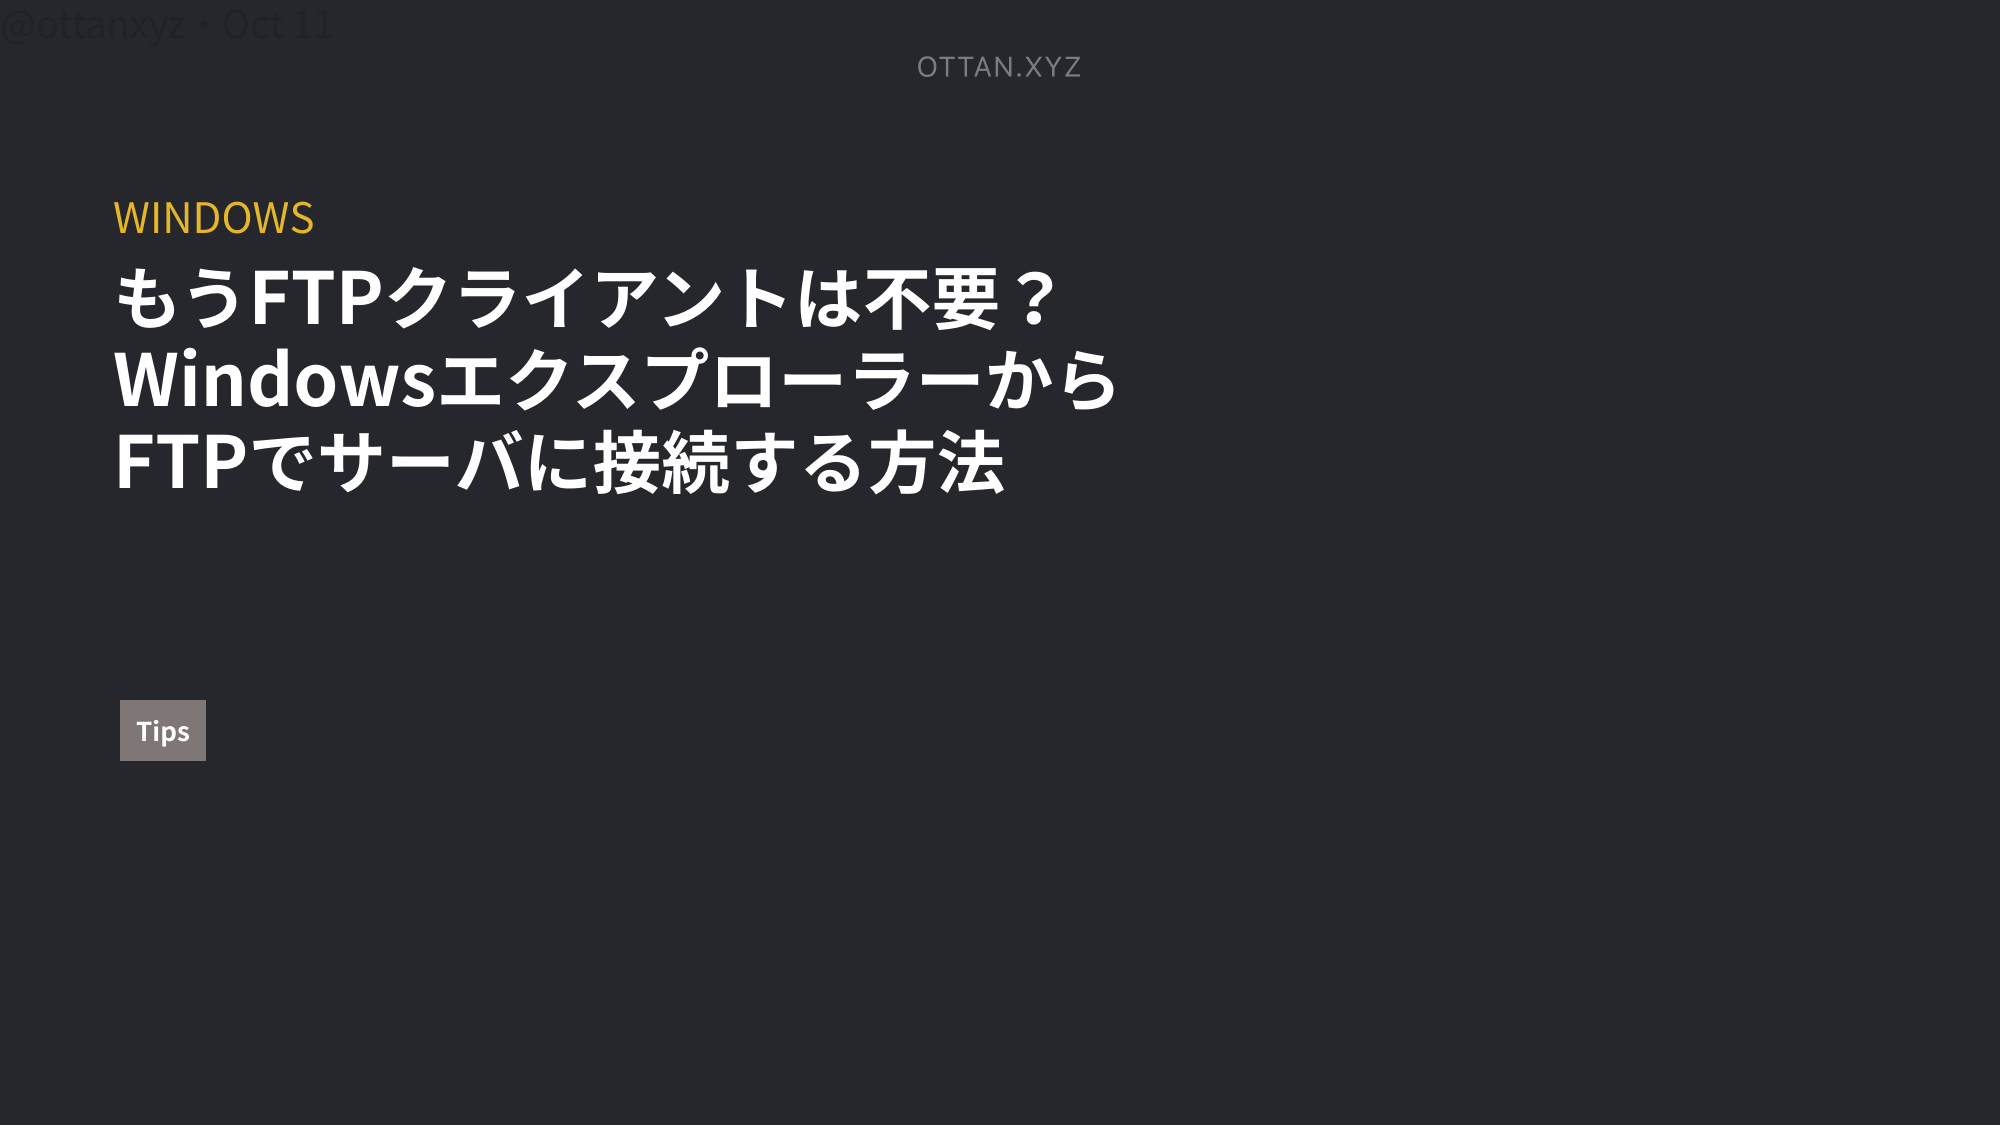 @ottanxyz・Oct 11
OTTAN.XYZ
WINDOWS
もうFTPクライアントは不要？
Windowsエクスプローラーから
FTPでサーバに接続する方法
Tips